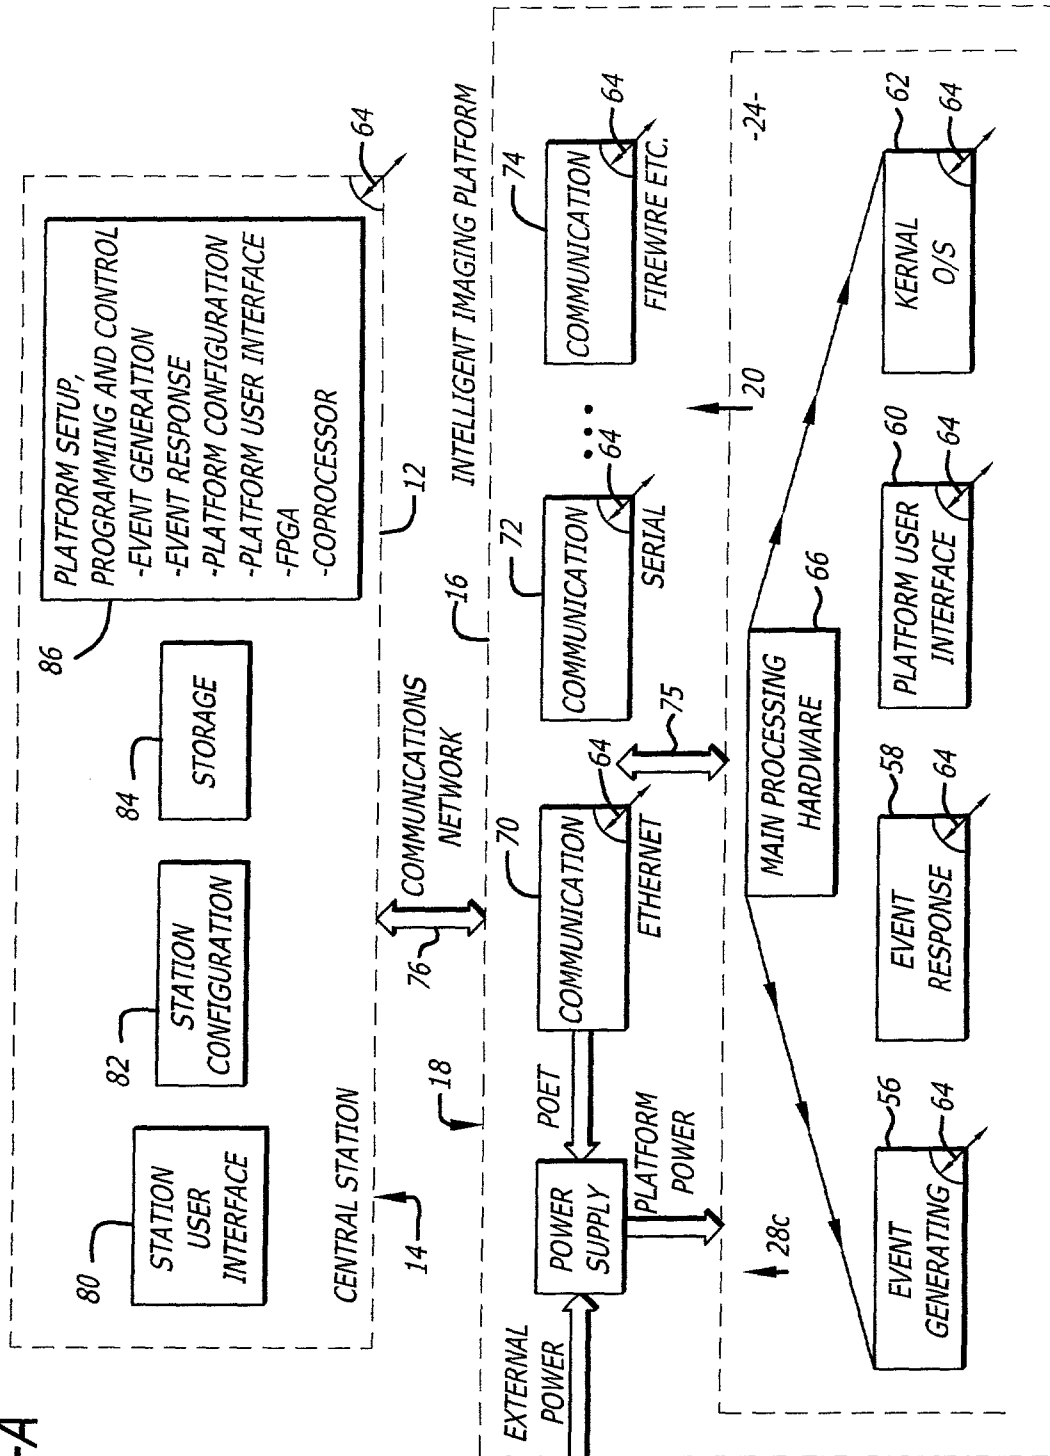 -A
80
STATION
USER
INTERFACE
82
STATION
CONFIGURATION
84
STORAGE
86
PLATFORM SETUP,
PROGRAMMING AND CONTROL
-EVENT GENERATION
-EVENT RESPONSE
-PLATFORM CONFIGURATION
-PLATFORM USER INTERFACE
-FPGA
-COPROCESSOR
64
CENTRAL STATION
14
12
76
COMMUNICATIONS
NETWORK
18
16
INTELLIGENT IMAGING PLATFORM
EXTERNAL
POWER
POWER
SUPPLY
POET
PLATFORM
POWER
70
COMMUNICATION
64
ETHERNET
72
COMMUNICATION
64
SERIAL
74
COMMUNICATION
64
FIREWIRE ETC.
75
20
28c
-24-
MAIN PROCESSING
HARDWARE
66
EVENT
GENERATING
56
64
EVENT
RESPONSE
58
64
PLATFORM USER
INTERFACE
60
64
KERNAL
O/S
62
64